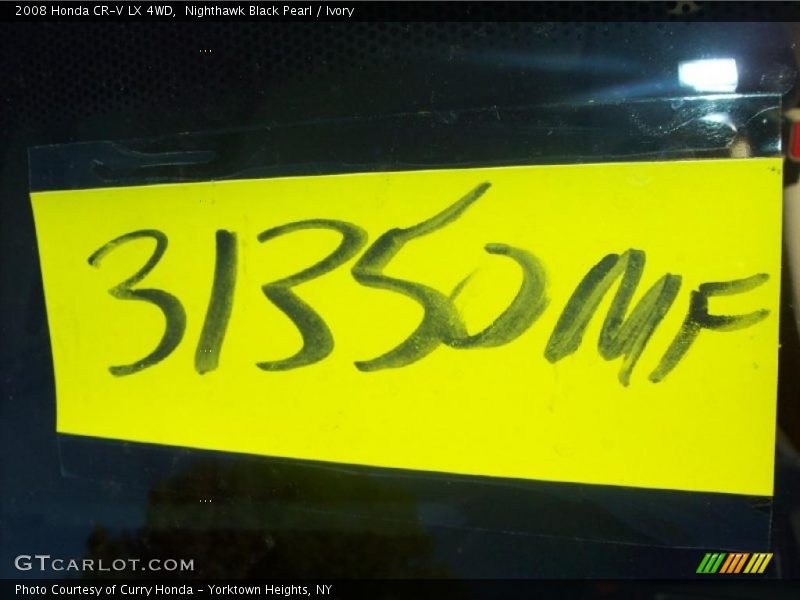 2008 Honda CR-V LX 4WD,  Nighthawk Black Pearl / Ivory
31350MF
GTCARLOT.COM
Photo Courtesy of Curry Honda - Yorktown Heights, NY